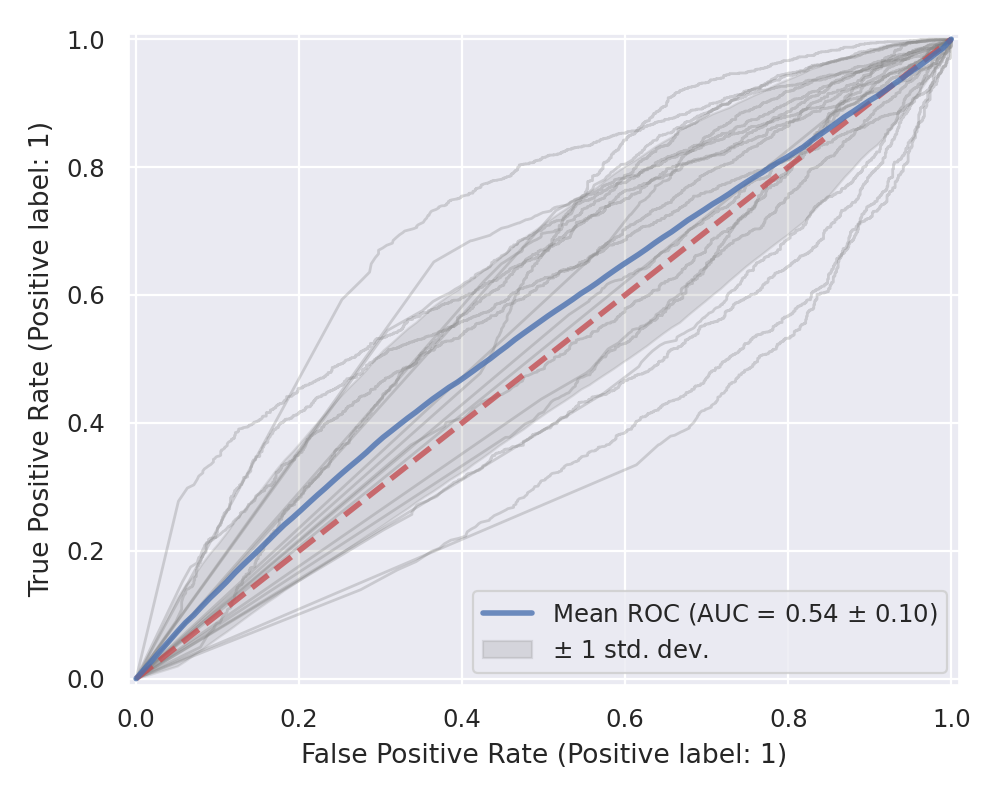 1.0
0.8
0.6
0.4
0.2
0.0
True Positive Rate (Positive label: 1)
Mean ROC (AUC = 0.54 ± 0.10)
± 1 std. dev.
0.0 0.2 0.4 0.6 0.8 1.0
False Positive Rate (Positive label: 1)